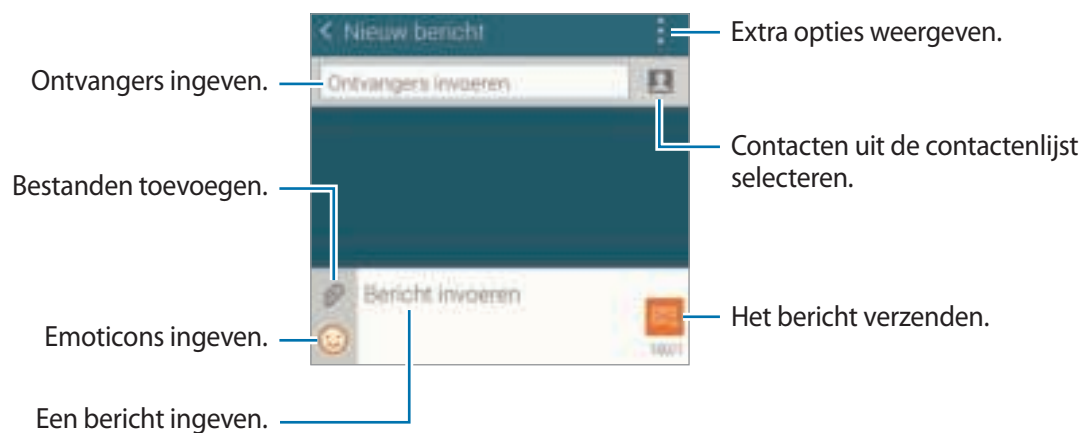 < Nieuw bericht
Extra opties weergeven.
Ontvangers ingeven.
Ontvangers invoeren
Contacten uit de contactenlijst
selecteren.
Bestanden toevoegen.
Bericht invoeren
Het bericht verzenden.
Emoticons ingeven.
Een bericht ingeven.